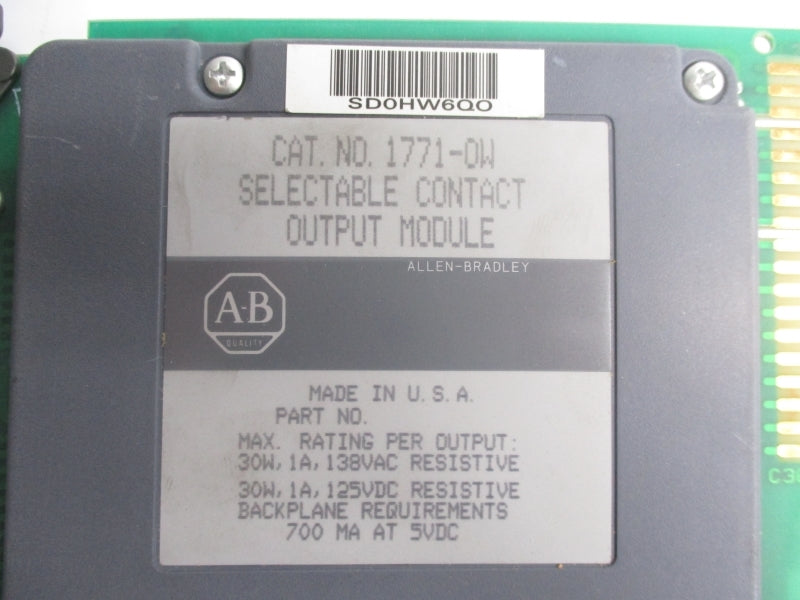 SD0HW6QO
CAT. NO. 1771-OW
SELECTABLE CONTACT
OUTPUT MODULE
ALLEN-BRADLEY
A-B
QUALITY
MADE IN U.S.A.
PART NO.
MAX. RATING PER OUTPUT:
30W, 1A, 138VAC RESISTIVE
30W, 1A, 125VDC RESISTIVE
BACKPLANE REQUIREMENTS
700 MA AT 5VDC